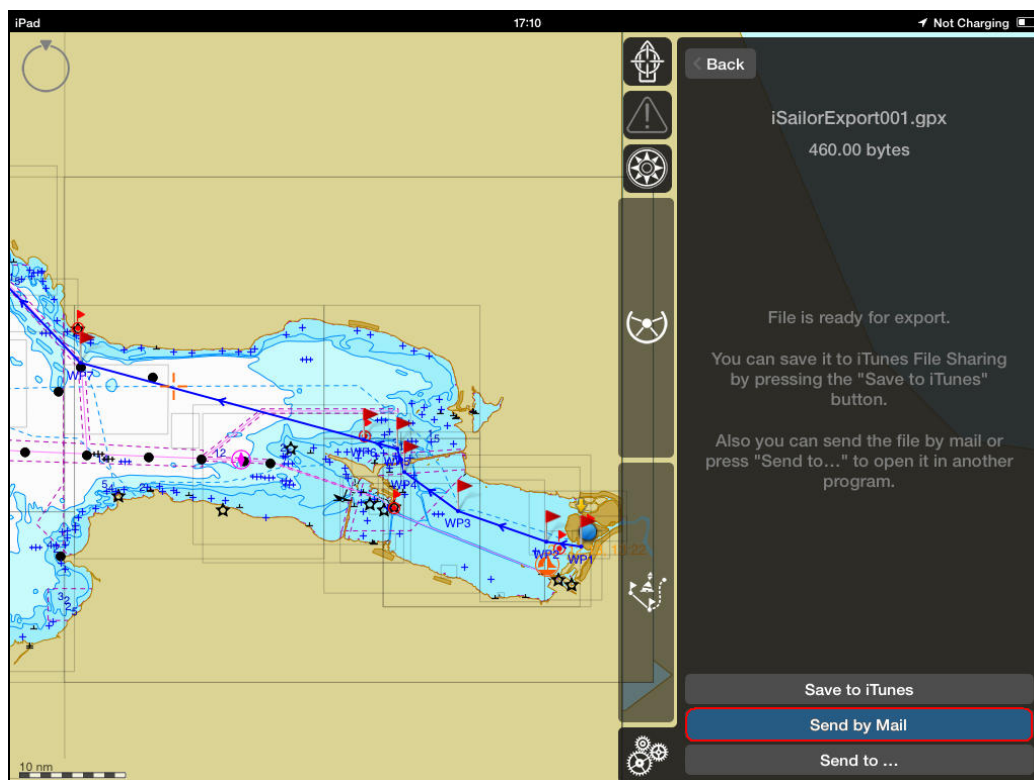 iPad
17:10
Not Charging
Back
iSailorExport001.gpx
460.00 bytes
File is ready for export.
You can save it to iTunes File Sharing
by pressing the "Save to iTunes"
button.
Also you can send the file by mail or
press "Send to..." to open it in another
program.
Save to iTunes
Send by Mail
Send to ...
WP7
12
WP6
WP4
WP3
WP2
WP1
10 nm